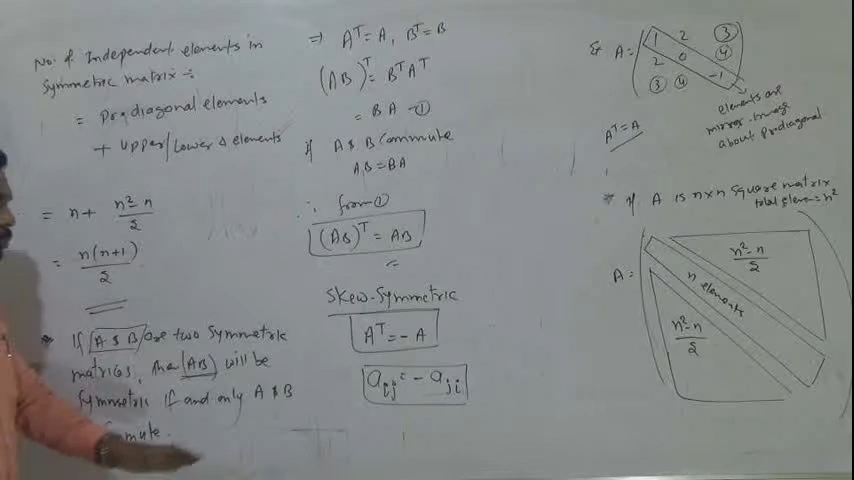 No. of Independent elements in
symmetric matrix ÷
= Pr. diagonal elements
+ Upper/Lower Δ elements
= n + n²-n/2
= n(n+1)/2
* If A & B are two symmetric
matrices, then (AB) will be
symmetric if and only A & B
mute.
⇒ Aᵀ = A, Bᵀ = B
(AB)ᵀ = BᵀAᵀ
= BA -①
if A & B Commute
AB = BA
∴ from ①
(AB)ᵀ = AB
Skew-Symmetric
Aᵀ = -A
aij = - aji
A =
1 2 ③
2 0 ④
③ ④ -1
elements are
mirror-image
about pr.diagonal
Aᵀ = A
* if A is n×n square matrix
total elem = n²
A =
n²-n/2
n elements
n²-n/2